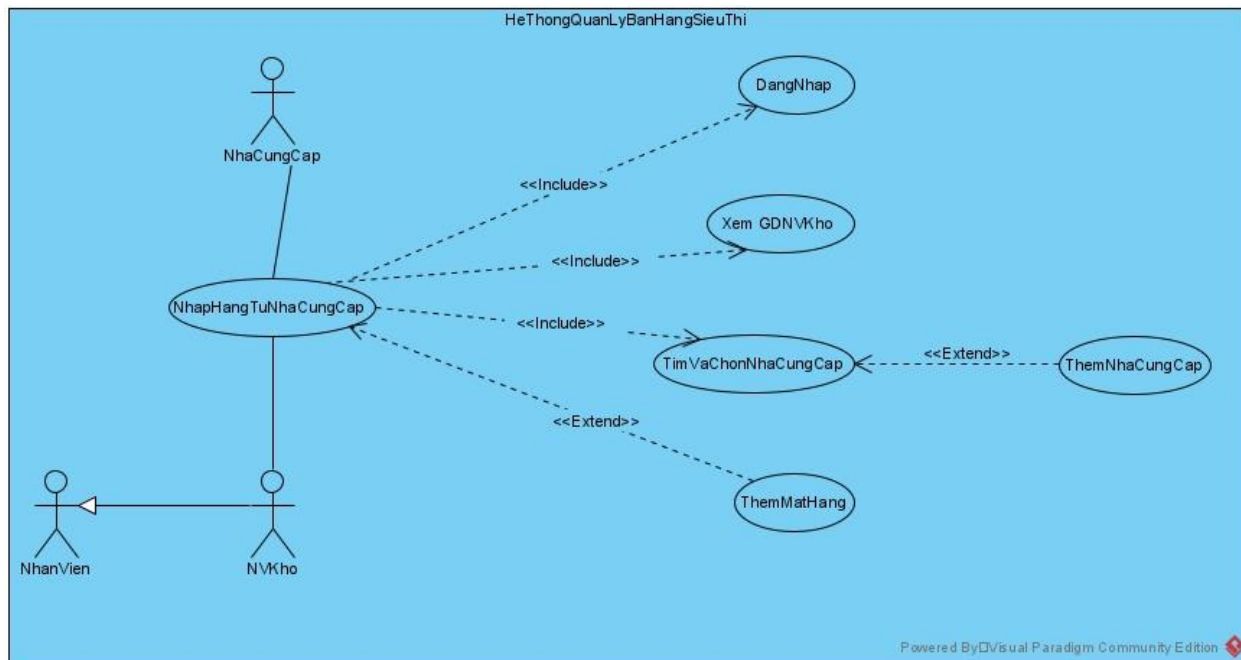 HeThongQuanLyBanHangSieuThi
NhaCungCap
DangNhap
<<Include>>
Xem GDNVKho
<<Include>>
NhapHangTuNhaCungCap
<<Include>>
TimVaChonNhaCungCap
<<Extend>>
ThemNhaCungCap
<<Extend>>
ThemMatHang
NhanVien
NVKho
Powered By□Visual Paradigm Community Edition